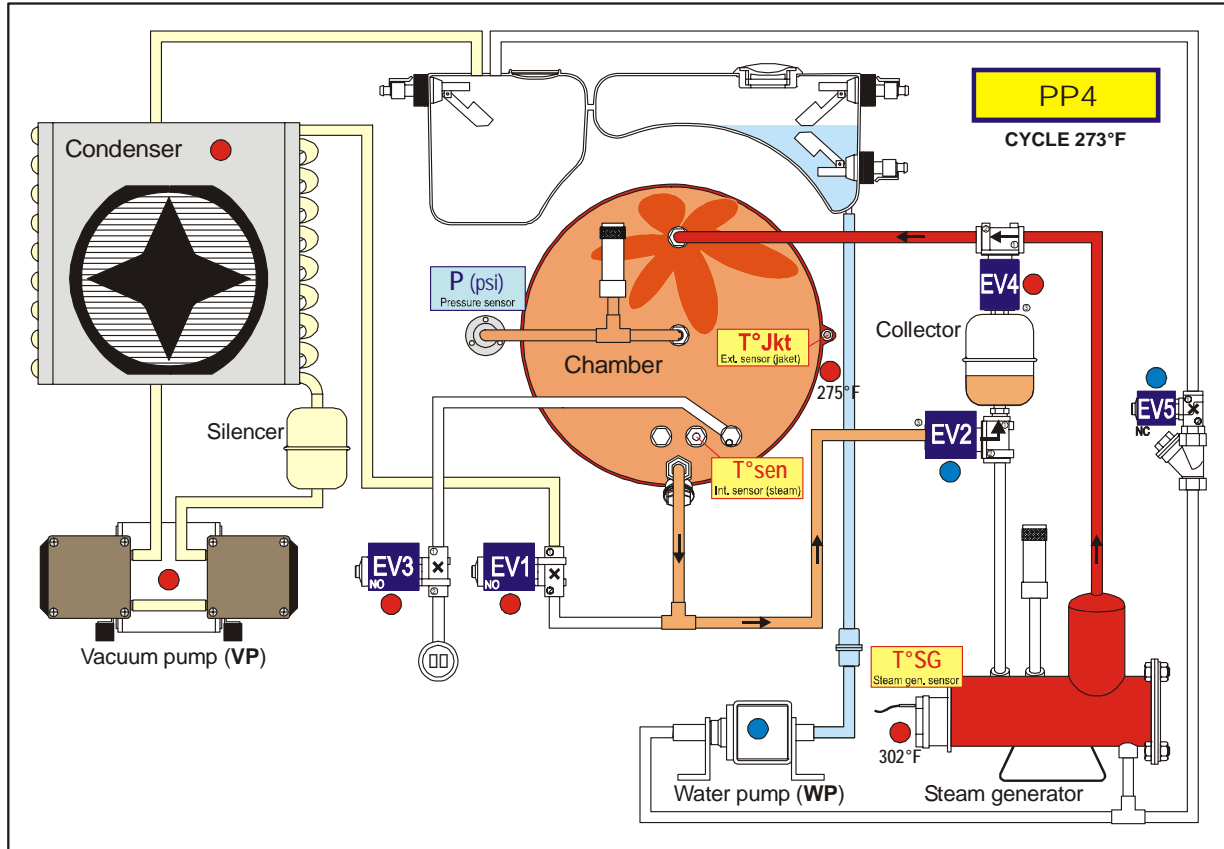 PP4
CYCLE 273°F
Condenser
P (psi)
Pressure sensor
EV4
Collector
T°Jkt
Ext. sensor (jaket)
Chamber
275°F
EV5
NC
Silencer
EV2
T°sen
Int. sensor (steam)
EV3
NO
EV1
NO
Vacuum pump (VP)
T°SG
Steam gen. sensor
302°F
Water pump (WP)
Steam generator